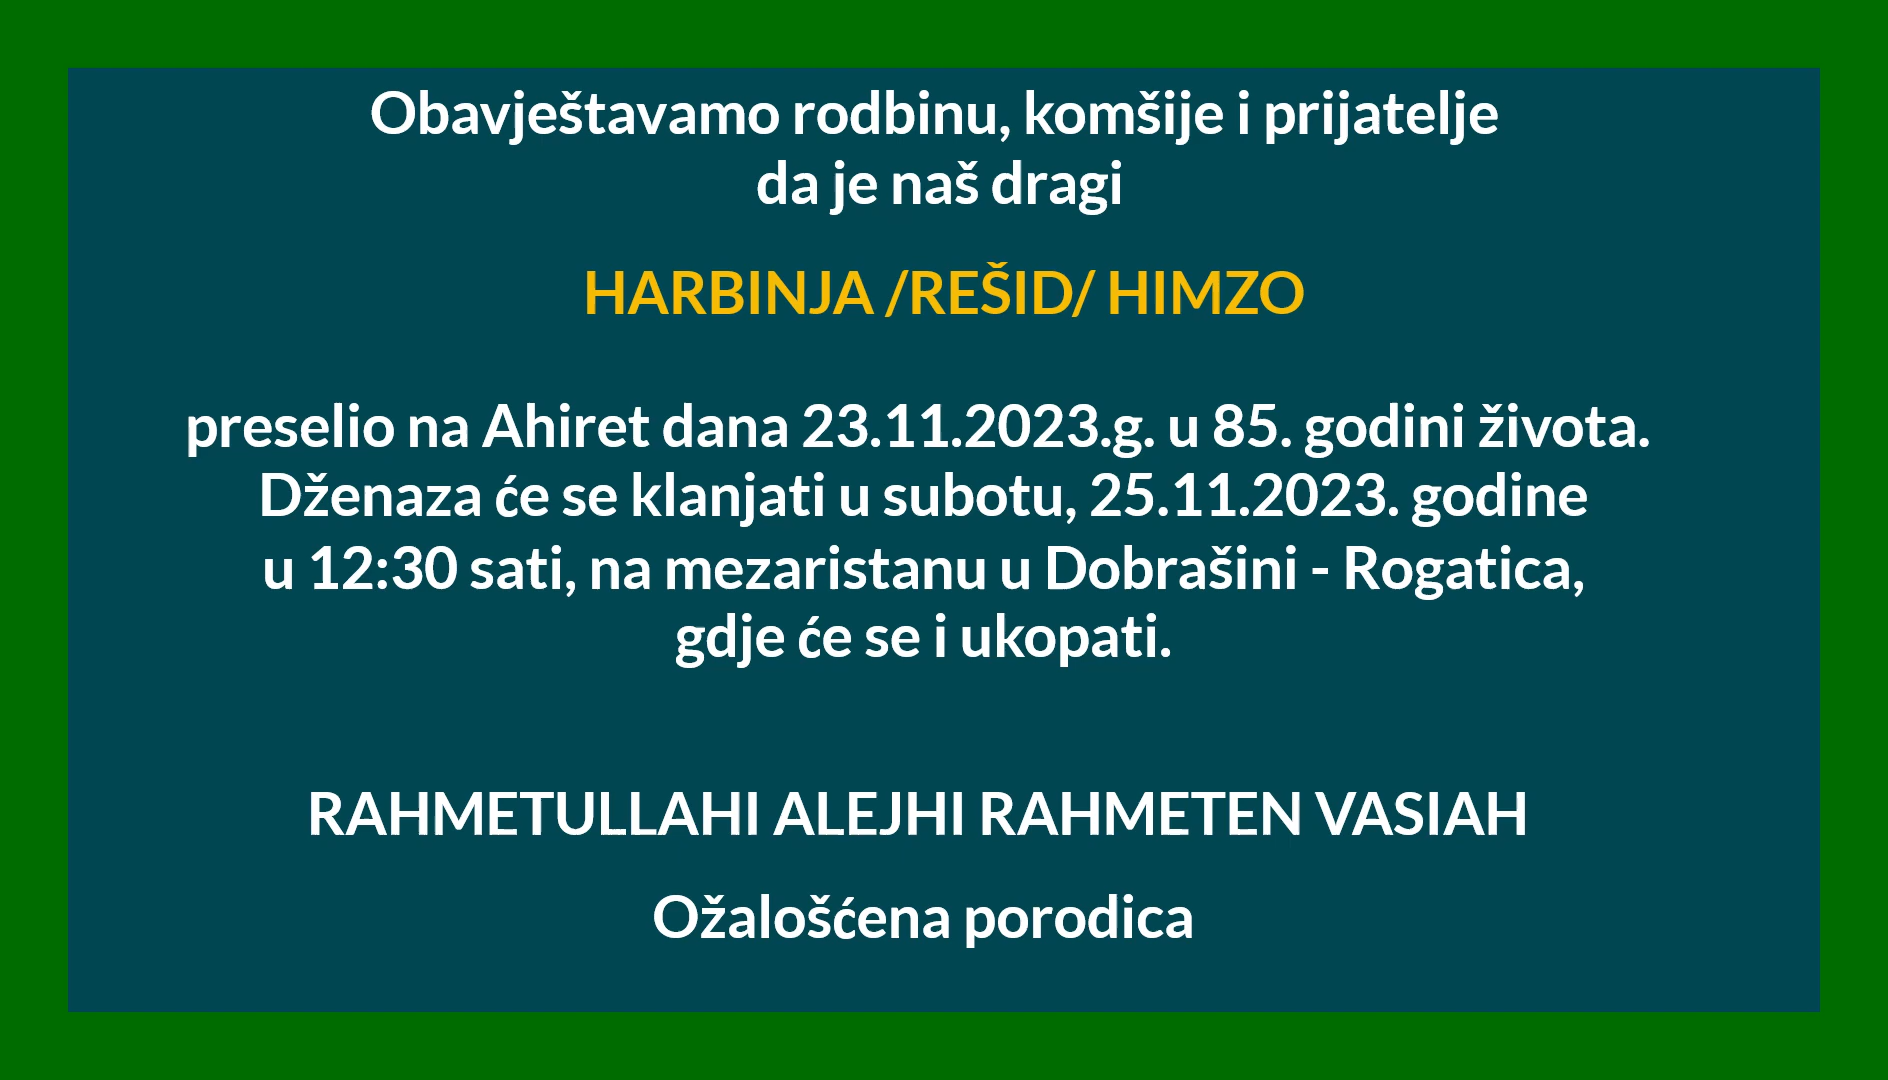 Obavještavamo rodbinu, komšije i prijatelje
da je naš dragi
HARBINJA /REŠID/ HIMZO
preselio na Ahiret dana 23.11.2023.g. u 85. godini života.
Dženaza će se klanjati u subotu, 25.11.2023. godine
u 12:30 sati, na mezaristanu u Dobrašini - Rogatica,
gdje će se i ukopati.
RAHMETULLAHI ALEJHI RAHMETEN VASIAH
Ožalošćena porodica